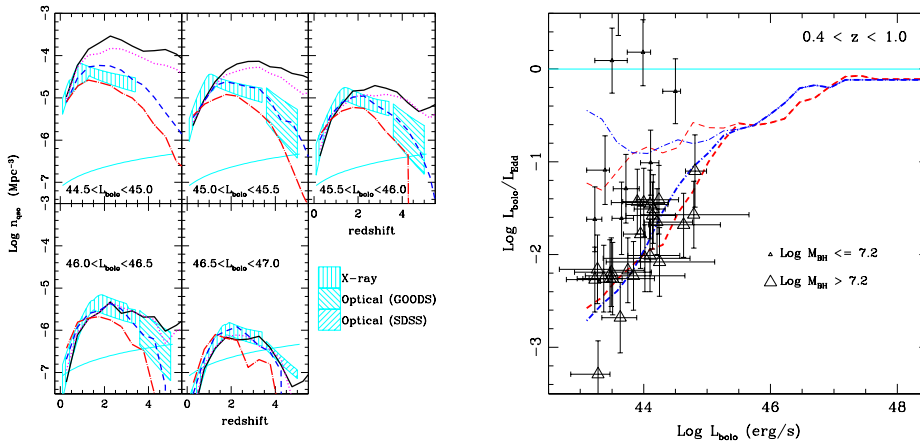 -3
-4
-5
-6
-7
44.5<L_bolo<45.0
45.0<L_bolo<45.5
45.5<L_bolo<46.0
Log n_qso (Mpc⁻³)
0 2 4
redshift
-5
-6
-7
46.0<L_bolo<46.5
46.5<L_bolo<47.0
0 2 4
0 2 4
redshift
X-ray
Optical (GOODS)
Optical (SDSS)
0.4 < z < 1.0
Log L_bolo/L_Edd
0
-1
-2
-3
Log M_BH <= 7.2
Log M_BH > 7.2
44 46 48
Log L_bolo (erg/s)